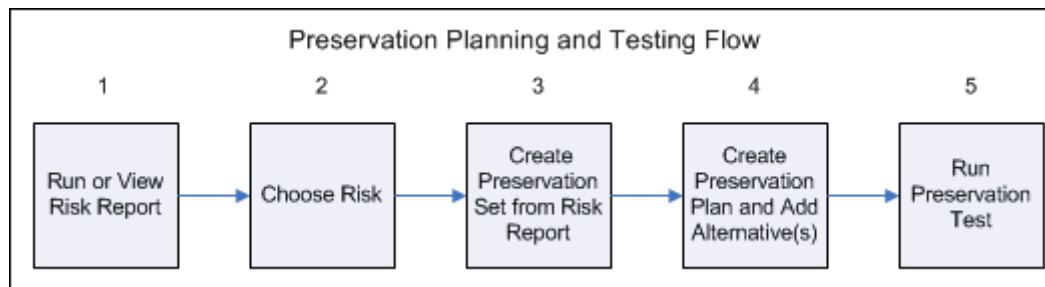 Preservation Planning and Testing Flow
1
2
3
4
5
Run or View
Risk Report
Choose Risk
Create
Preservation
Set from Risk
Report
Create
Preservation
Plan and Add
Alternative(s)
Run
Preservation
Test